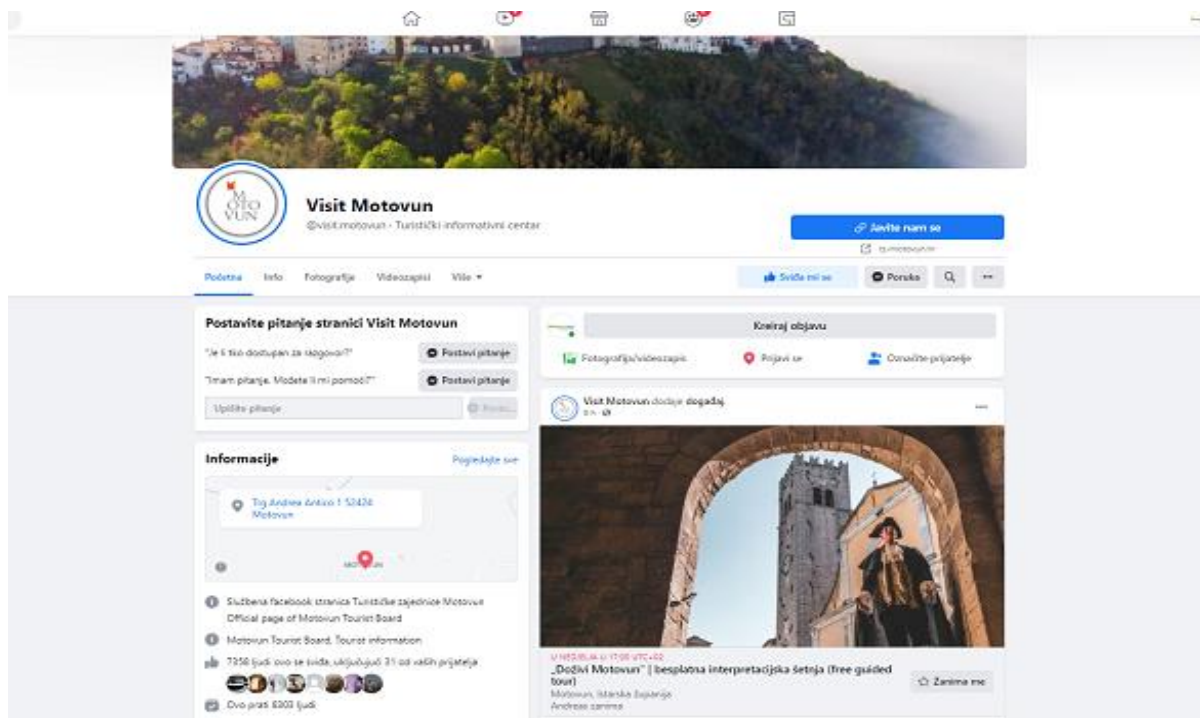 MOTOVUN
Visit Motovun
@visit.motovun · Turistički informativni centar
Javite nam se
Početna
Info
Fotografije
Videozapisi
Više
Sviđa mi se
Poruka
Postavite pitanje stranici Visit Motovun
"Je li tko dostupan za razgovor?"
Postavi pitanje
"Imam pitanje. Možete li mi pomoći?"
Postavi pitanje
Upišite pitanje
Informacije
Pogledajte sve
Trg Andrea Antico 1 52424
Motovun
Službena facebook stranica Turističke zajednice Motovun
Official page of Motovun Tourist Board
Motovun Tourist Board, Tourist information
7358 ljudi ovo se sviđa, uključujući 31 od vaših prijatelja
Ovo prati 8303 ljudi
Kreiraj objavu
Fotografija/videozapis
Prijavi se
Označite prijatelje
Visit Motovun dodaje događaj.
U NEDJELJA U 17:00 UTC+02
„Doživi Motovun" | besplatna interpretacijska šetnja (free guided
tour)
Motovun, Istarska županija
Zanima me